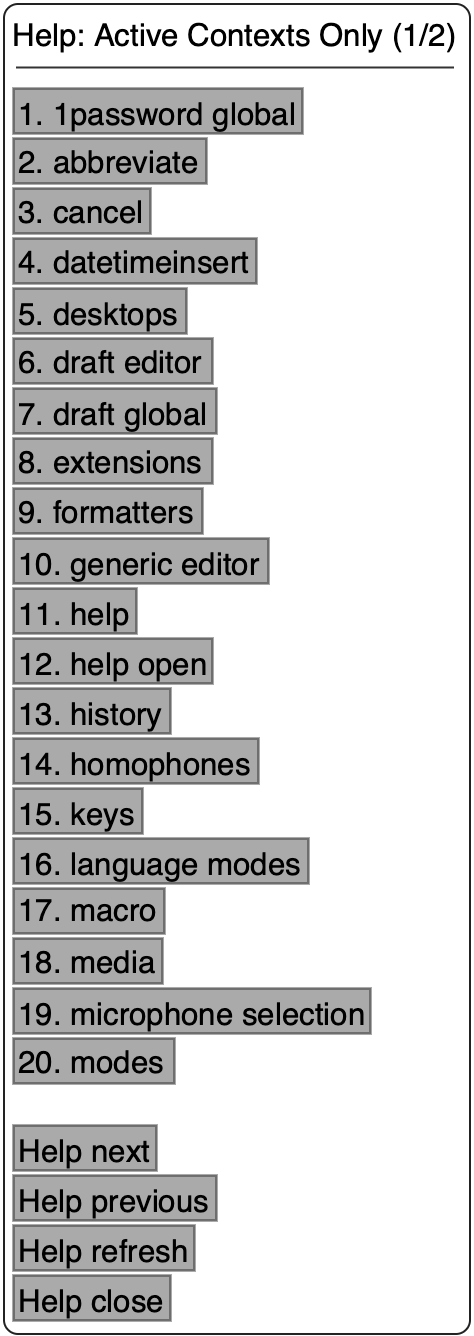 Help: Active Contexts Only (1/2)
1. 1password global
2. abbreviate
3. cancel
4. datetimeinsert
5. desktops
6. draft editor
7. draft global
8. extensions
9. formatters
10. generic editor
11. help
12. help open
13. history
14. homophones
15. keys
16. language modes
17. macro
18. media
19. microphone selection
20. modes
Help next
Help previous
Help refresh
Help close